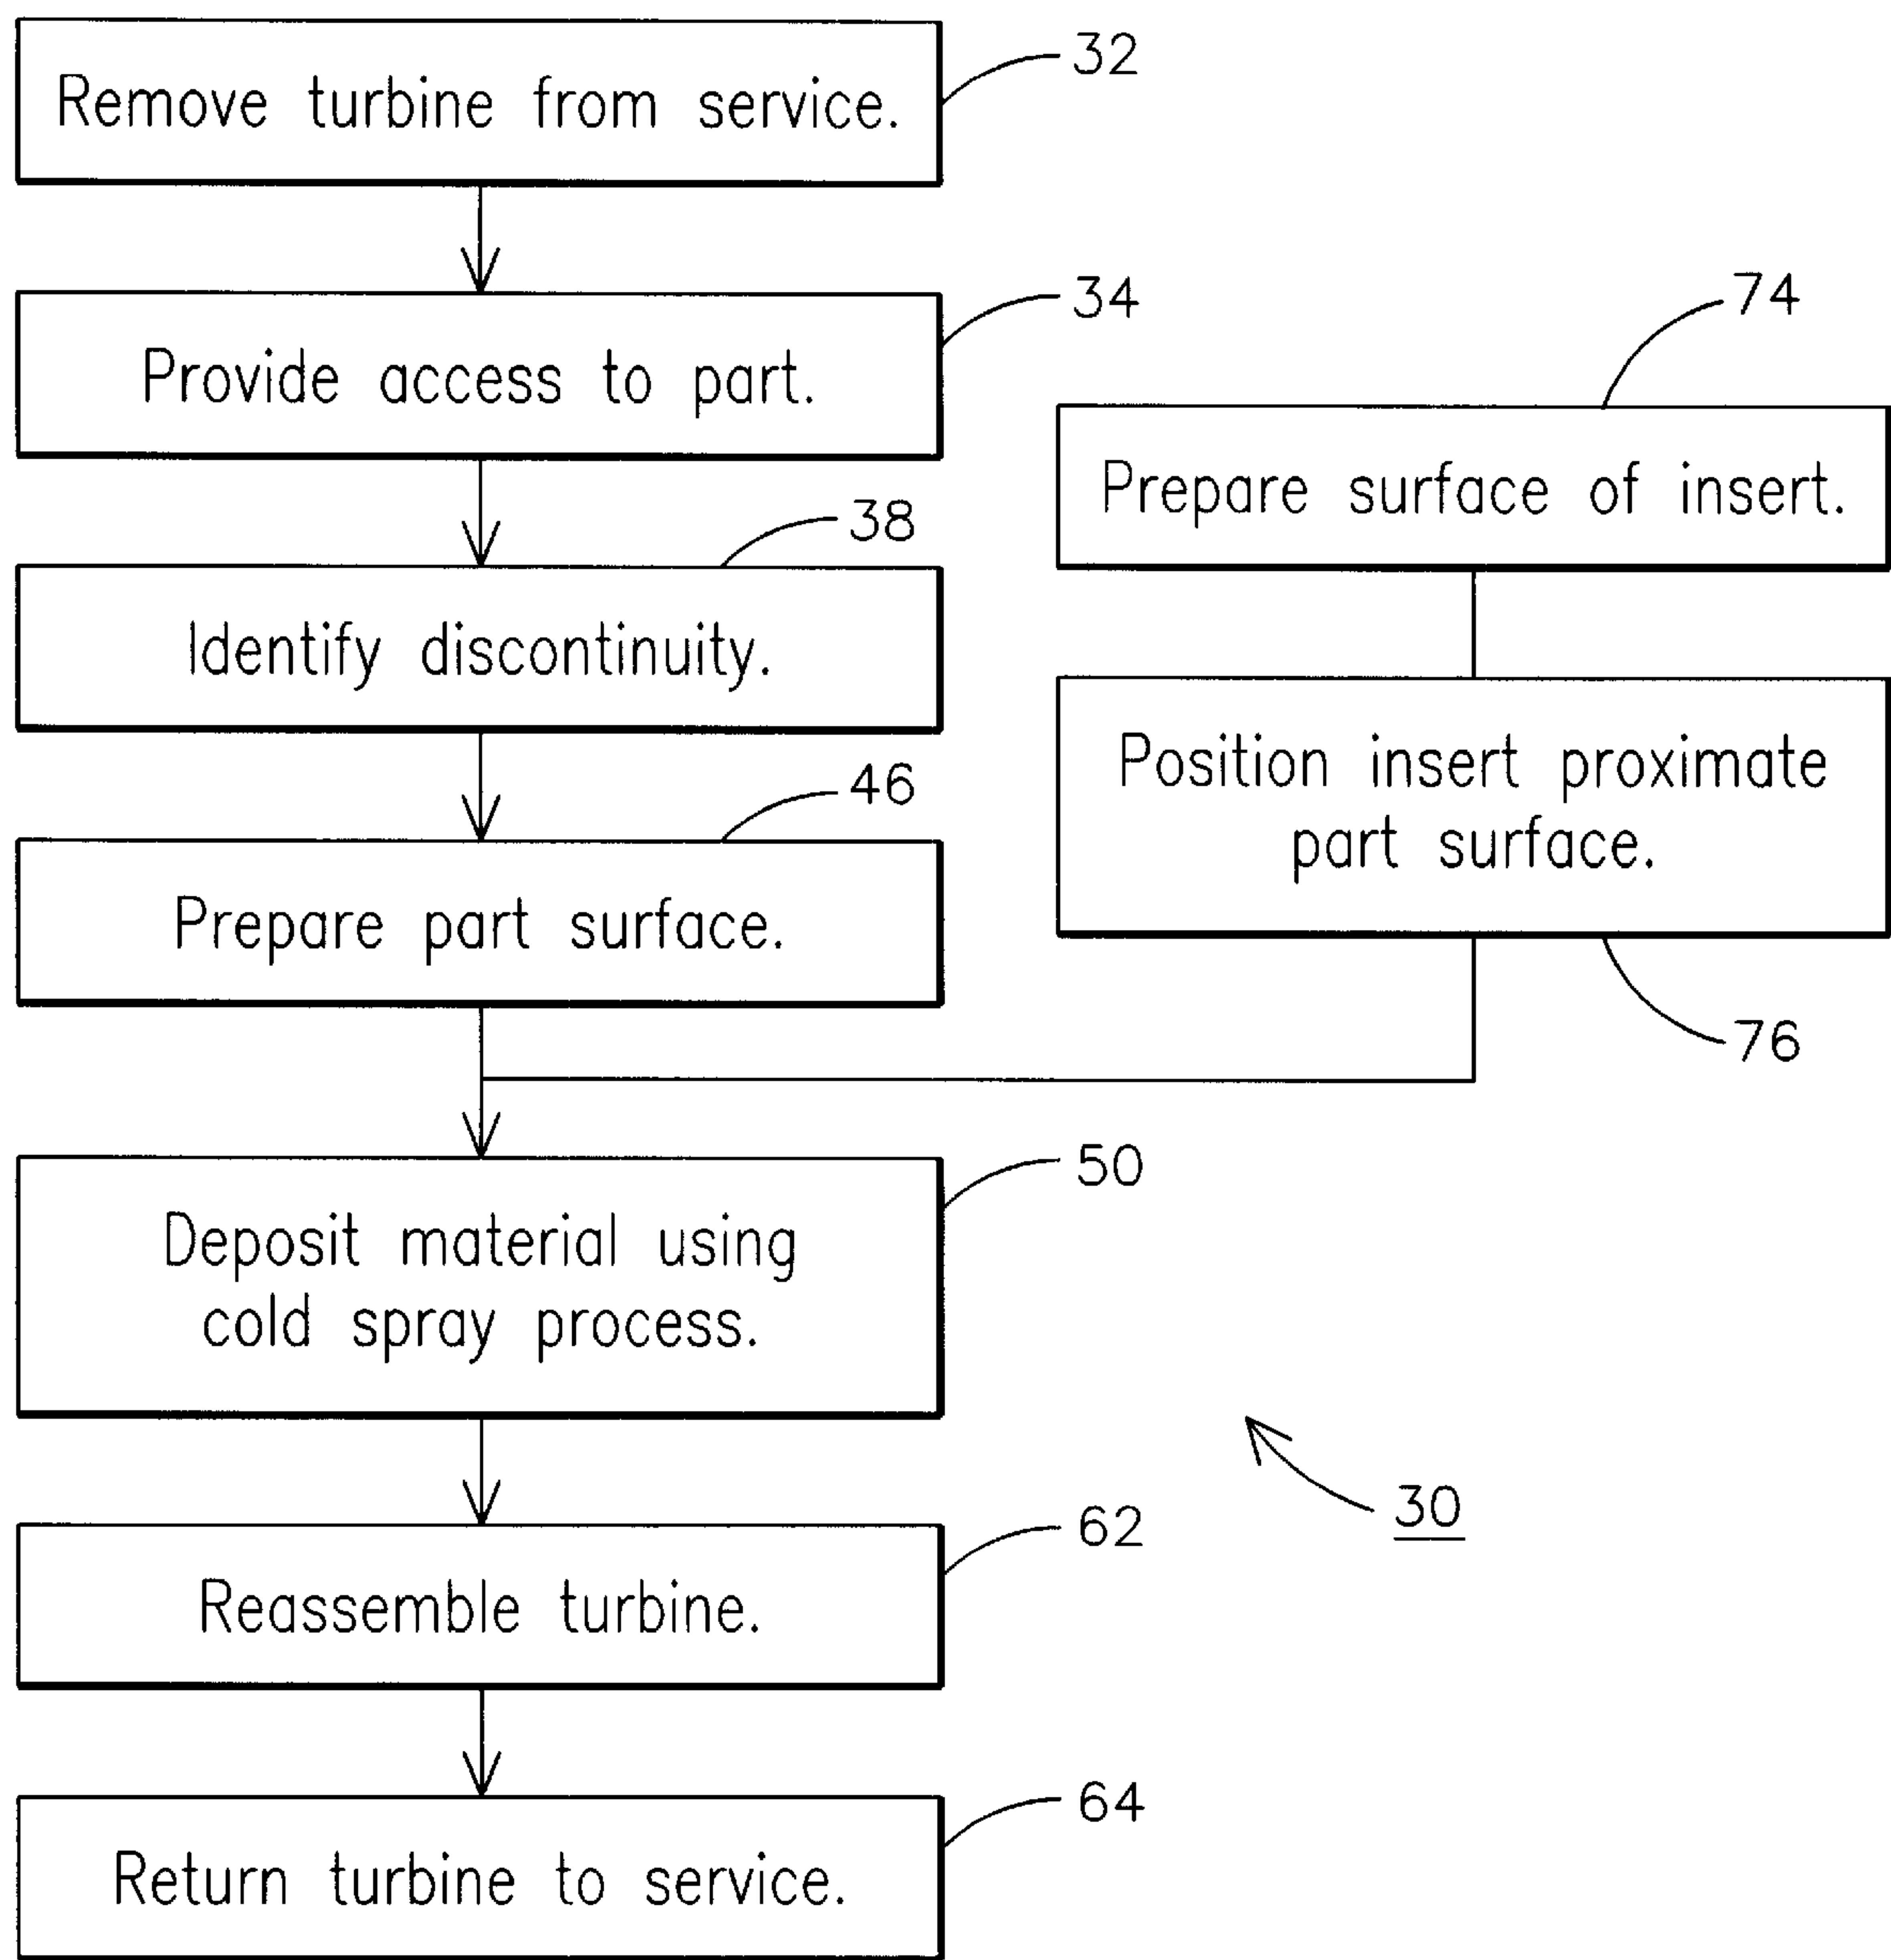 Remove turbine from service.
32
Provide access to part.
34
Identify discontinuity.
38
Prepare part surface.
46
Prepare surface of insert.
74
Position insert proximate
part surface.
76
Deposit material using
cold spray process.
50
Reassemble turbine.
62
Return turbine to service.
64
30